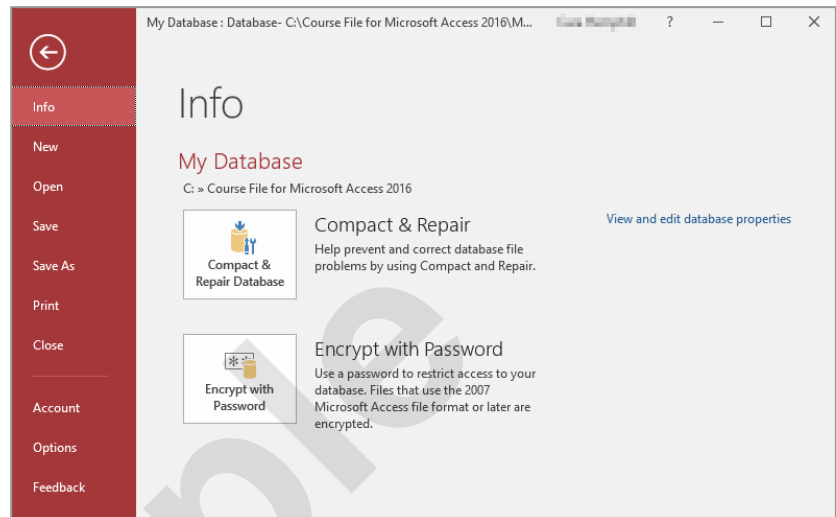 My Database : Database- C:\Course File for Microsoft Access 2016\M...
?
Info
New
Open
Save
Save As
Print
Close
Account
Options
Feedback
Info
My Database
C: » Course File for Microsoft Access 2016
Compact &
Repair Database
Compact & Repair
Help prevent and correct database file
problems by using Compact and Repair.
View and edit database properties
Encrypt with
Password
Encrypt with Password
Use a password to restrict access to your
database. Files that use the 2007
Microsoft Access file format or later are
encrypted.